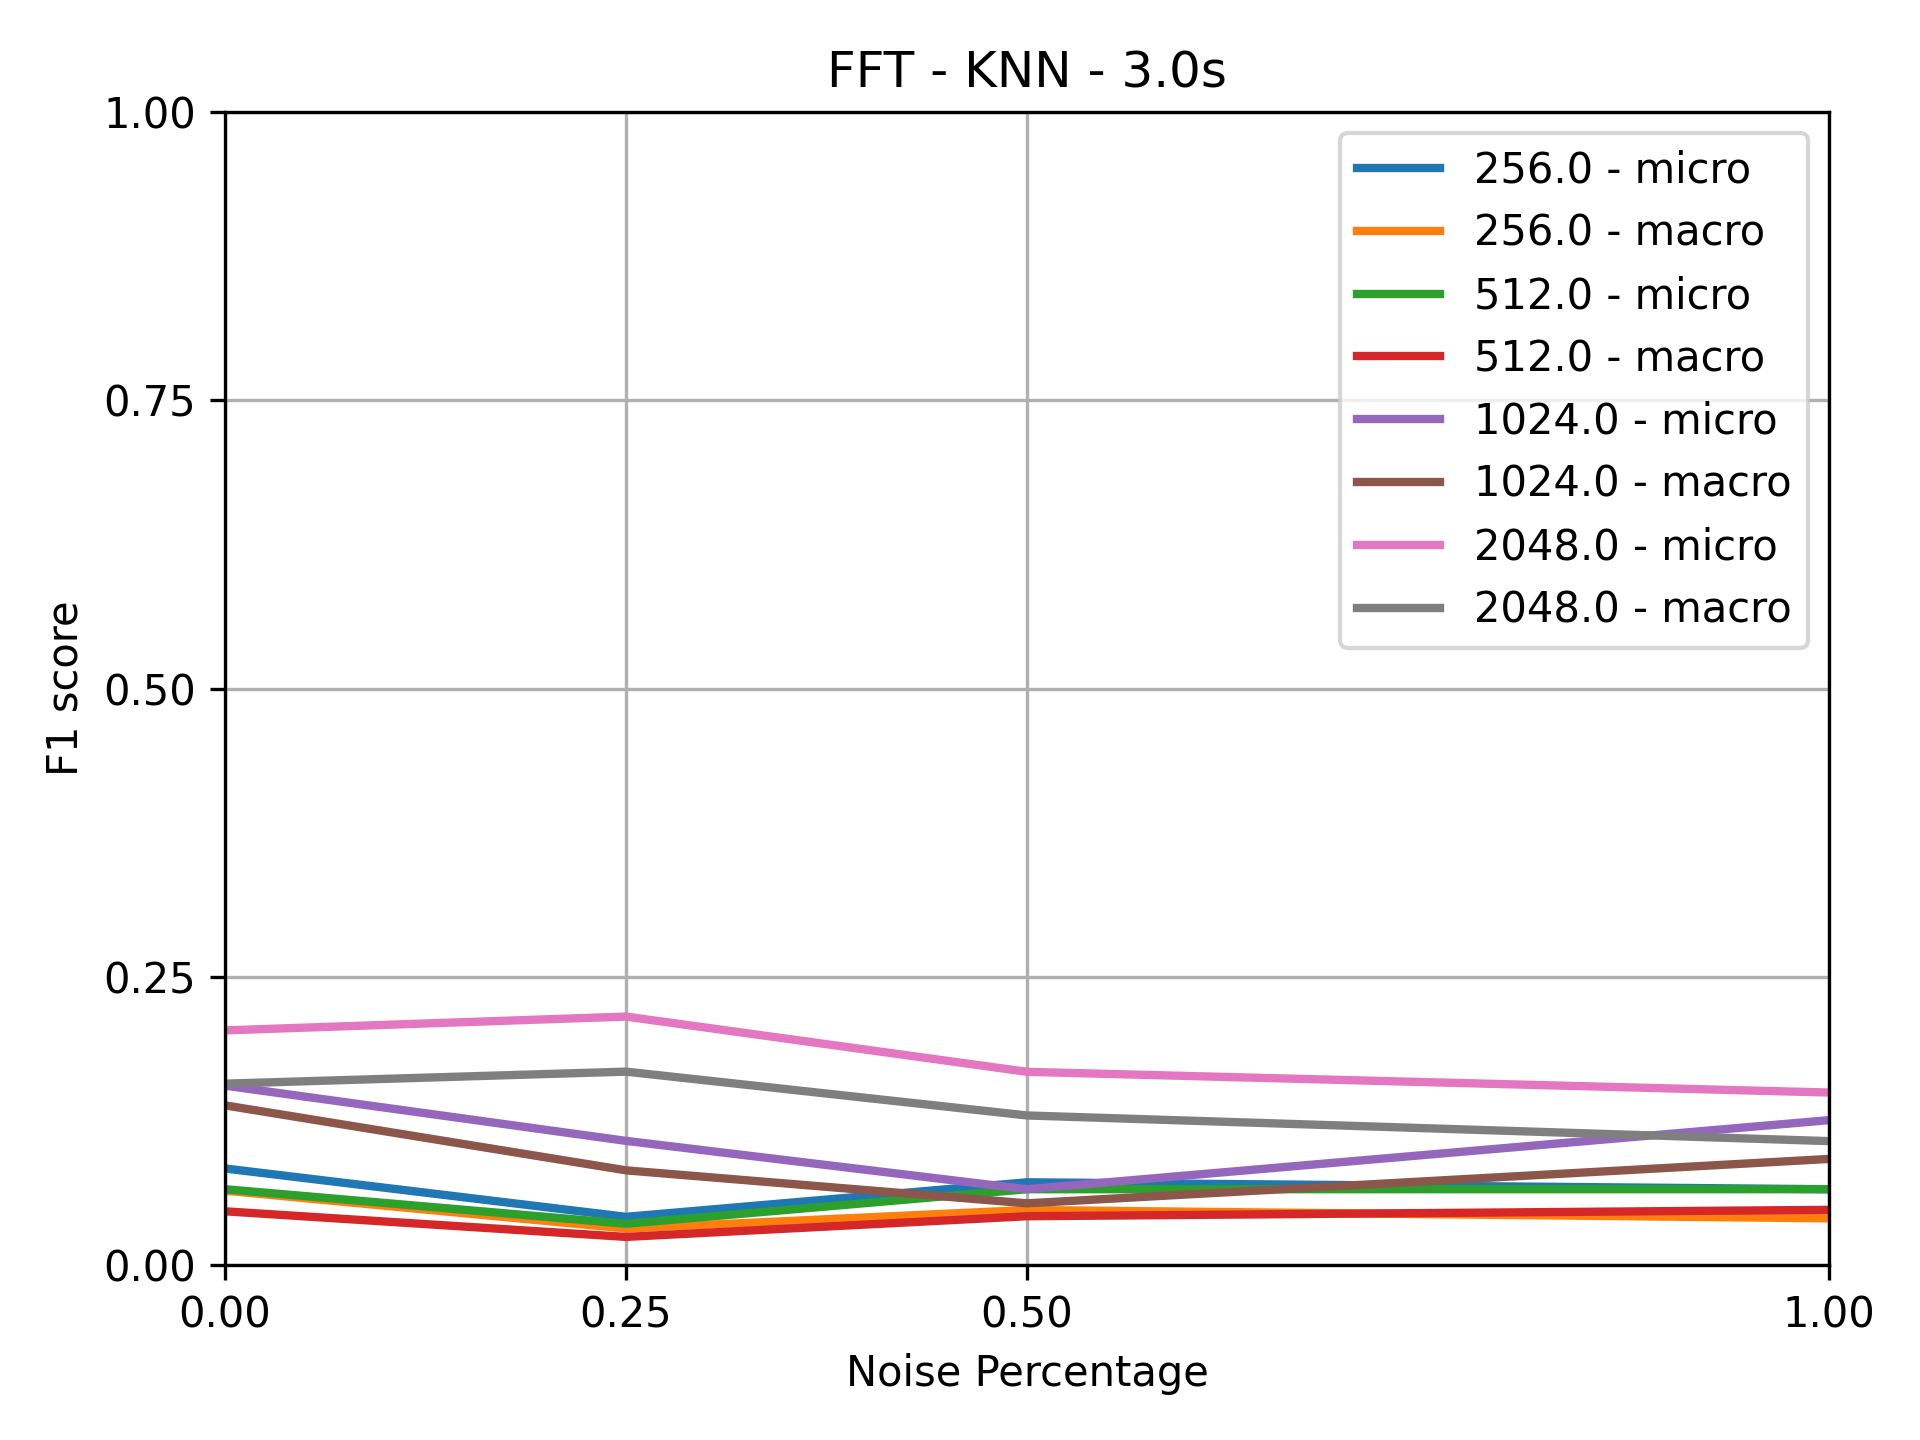 FFT - KNN - 3.0s
1.00
0.75
0.50
0.25
0.00
F1 score
256.0 - micro
256.0 - macro
512.0 - micro
512.0 - macro
1024.0 - micro
1024.0 - macro
2048.0 - micro
2048.0 - macro
0.00 0.25 0.50 1.00
Noise Percentage